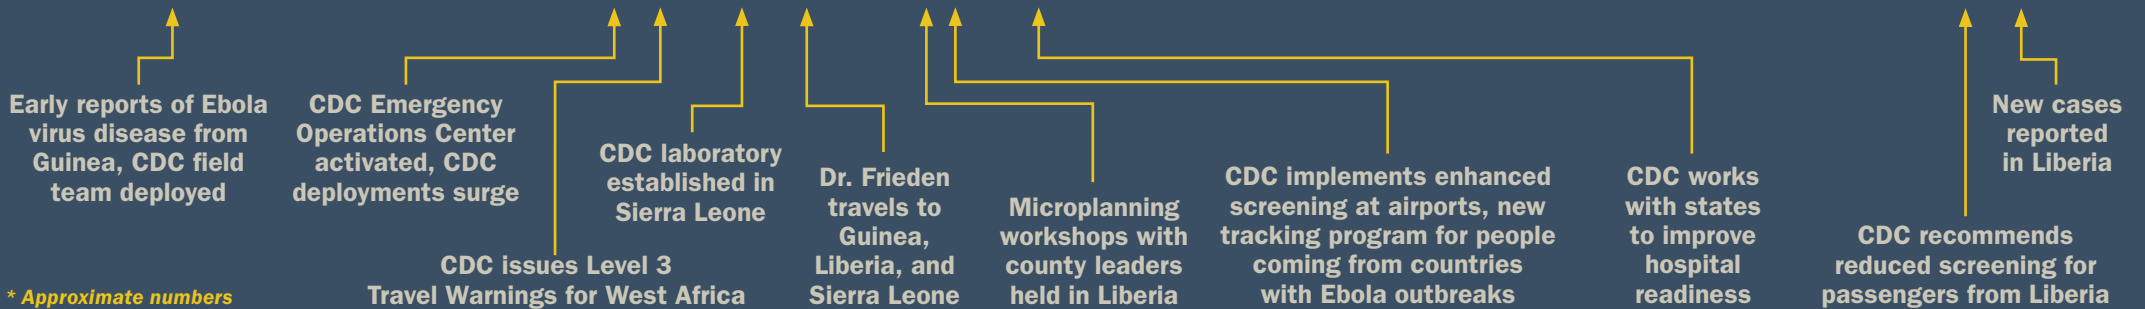 Early reports of Ebola
virus disease from
Guinea, CDC field
team deployed
CDC Emergency
Operations Center
activated, CDC
deployments surge
CDC issues Level 3
Travel Warnings for West Africa
CDC laboratory
established in
Sierra Leone
Dr. Frieden
travels to
Guinea,
Liberia, and
Sierra Leone
Microplanning
workshops with
county leaders
held in Liberia
CDC implements enhanced
screening at airports, new
tracking program for people
coming from countries
with Ebola outbreaks
CDC works
with states
to improve
hospital
readiness
CDC recommends
reduced screening for
passengers from Liberia
New cases
reported
in Liberia
* Approximate numbers